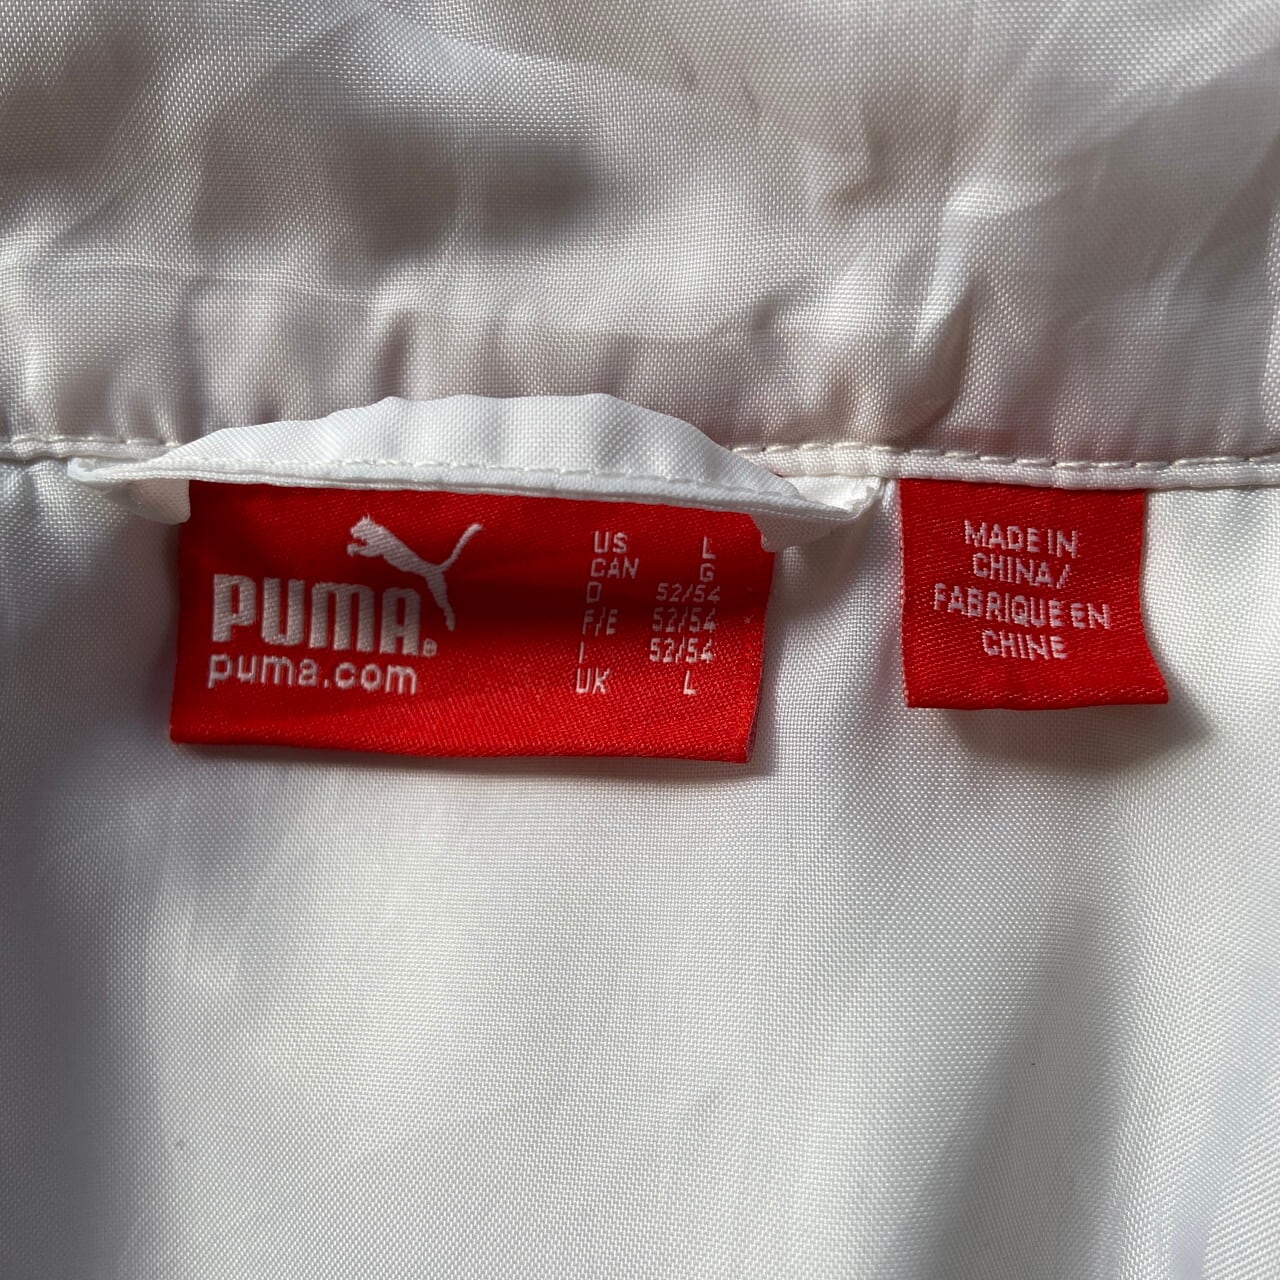 PUMA®
puma.com
US L
CAN G
D 52/54
F/E 52/54
I 52/54
UK L
MADE IN
CHINA/
FABRIQUE EN
CHINE